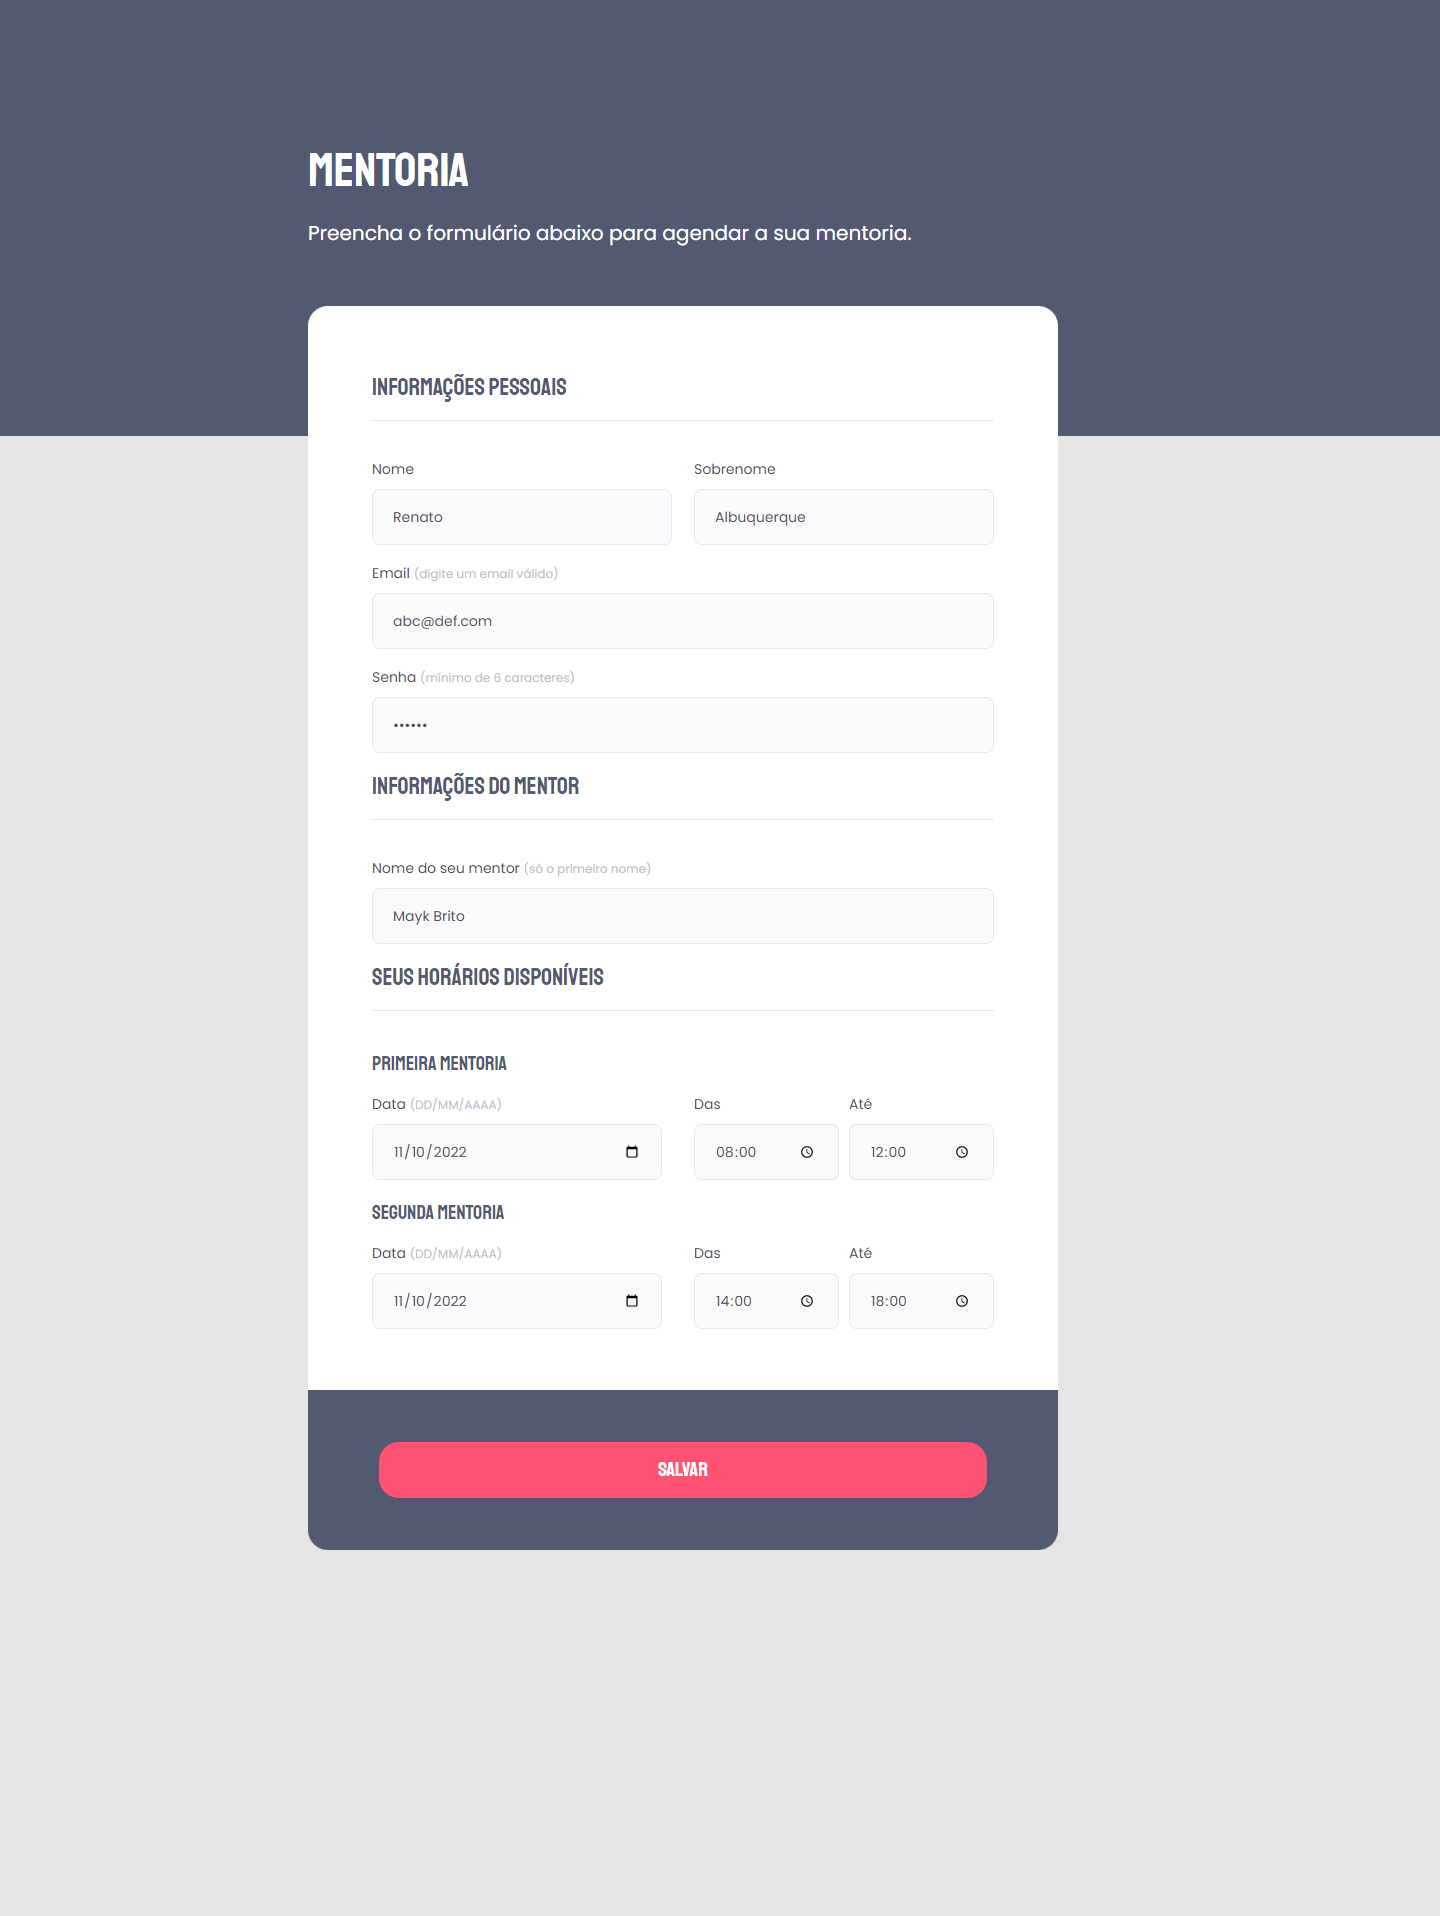 MENTORIA
Preencha o formulário abaixo para agendar a sua mentoria.
INFORMAÇÕES PESSOAIS
Nome Sobrenome
Renato Albuquerque
Email (digite um email válido)
abc@def.com
Senha (mínimo de 6 caracteres)
••••••
INFORMAÇÕES DO MENTOR
Nome do seu mentor (só o primeiro nome)
Mayk Brito
SEUS HORÁRIOS DISPONÍVEIS
PRIMEIRA MENTORIA
Data (DD/MM/AAAA) Das Até
11/10/2022 08:00 12:00
SEGUNDA MENTORIA
Data (DD/MM/AAAA) Das Até
11/10/2022 14:00 18:00
SALVAR